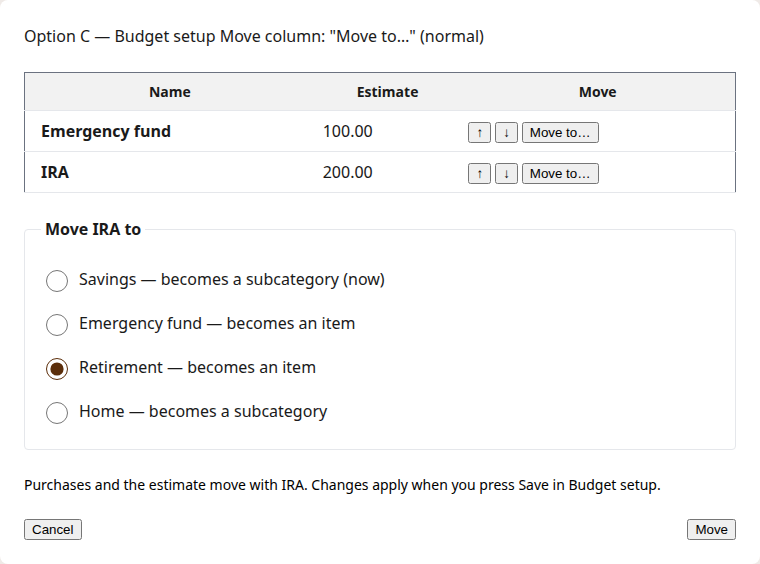 Option C — Budget setup Move column: "Move to…" (normal)
Name Estimate Move
Emergency fund 100.00 ↑ ↓ Move to…
IRA 200.00 ↑ ↓ Move to…
Move IRA to
Savings — becomes a subcategory (now)
Emergency fund — becomes an item
Retirement — becomes an item
Home — becomes a subcategory
Purchases and the estimate move with IRA. Changes apply when you press Save in Budget setup.
Cancel Move